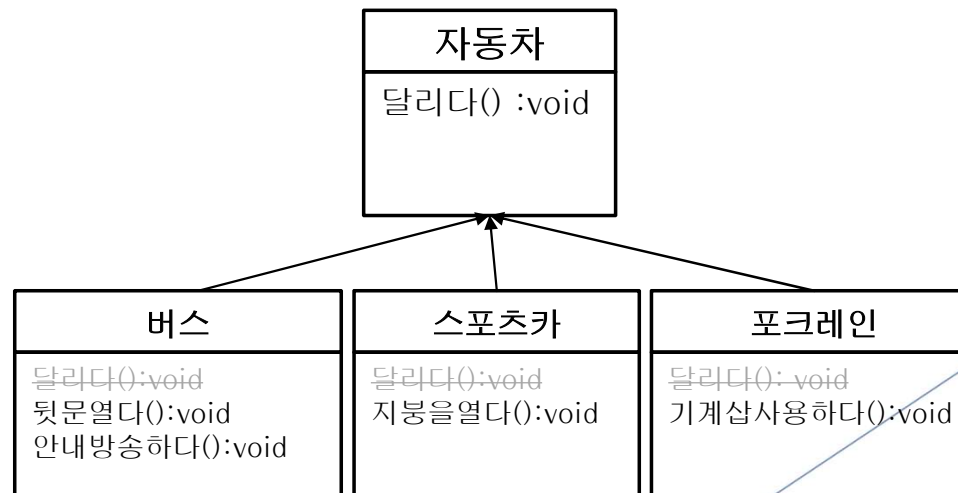 자동차
달리다() :void
버스
달리다():void
뒷문열다():void
안내방송하다():void
스포츠카
달리다():void
지붕을열다():void
포크레인
달리다(): void
기계삽사용하다():void